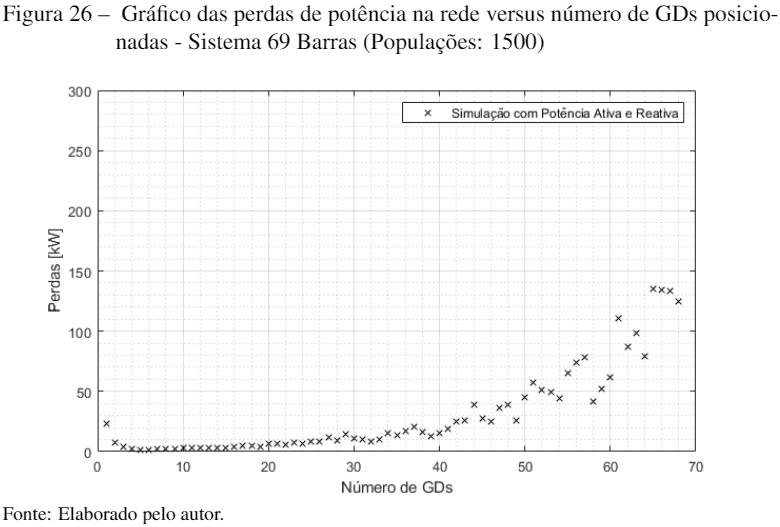 Figura 26 – Gráfico das perdas de potência na rede versus número de GDs posicio-
nadas - Sistema 69 Barras (Populações: 1500)
300
250
200
150
100
50
0
Perdas [kW]
× Simulação com Potência Ativa e Reativa
0 10 20 30 40 50 60 70
Número de GDs
Fonte: Elaborado pelo autor.